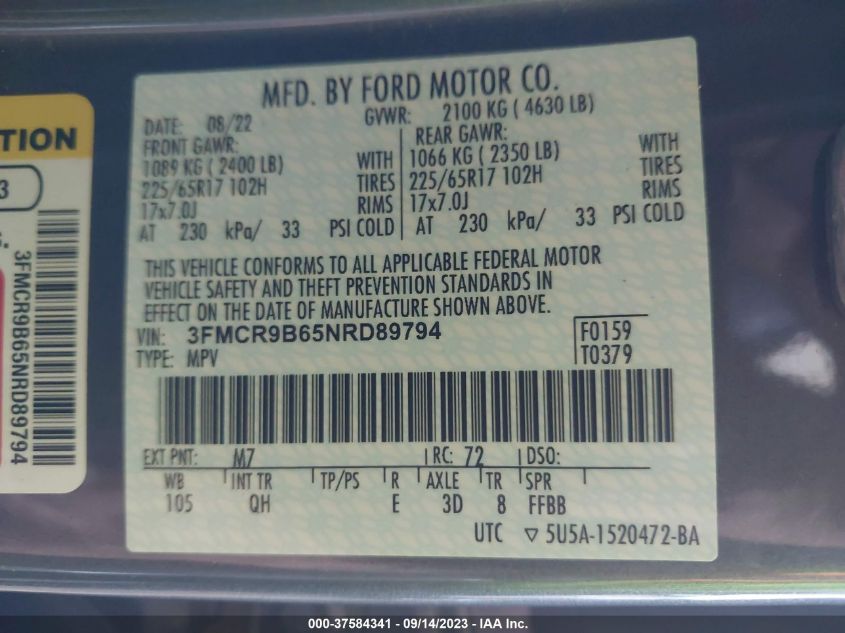 TION
3
3FMCR9B65NRD89794
MFD. BY FORD MOTOR CO.
DATE: 08/22 GVWR: 2100 KG ( 4630 LB)
FRONT GAWR: REAR GAWR:
1089 KG ( 2400 LB) WITH 1066 KG ( 2350 LB) WITH
225/65R17 102H TIRES 225/65R17 102H TIRES
17x7.0J RIMS 17x7.0J RIMS
AT 230 kPa/ 33 PSI COLD AT 230 kPa/ 33 PSI COLD
THIS VEHICLE CONFORMS TO ALL APPLICABLE FEDERAL MOTOR
VEHICLE SAFETY AND THEFT PREVENTION STANDARDS IN
EFFECT ON THE DATE OF MANUFACTURE SHOWN ABOVE.
VIN: 3FMCR9B65NRD89794 F0159
TYPE: MPV T0379
EXT PNT: M7 RC: 72 DSO:
WB INT TR TP/PS R AXLE TR SPR
105 QH E 3D 8 FFBB
UTC ▽ 5U5A-1520472-BA
000-37584341 / 09/14/2023 / IAA Inc.